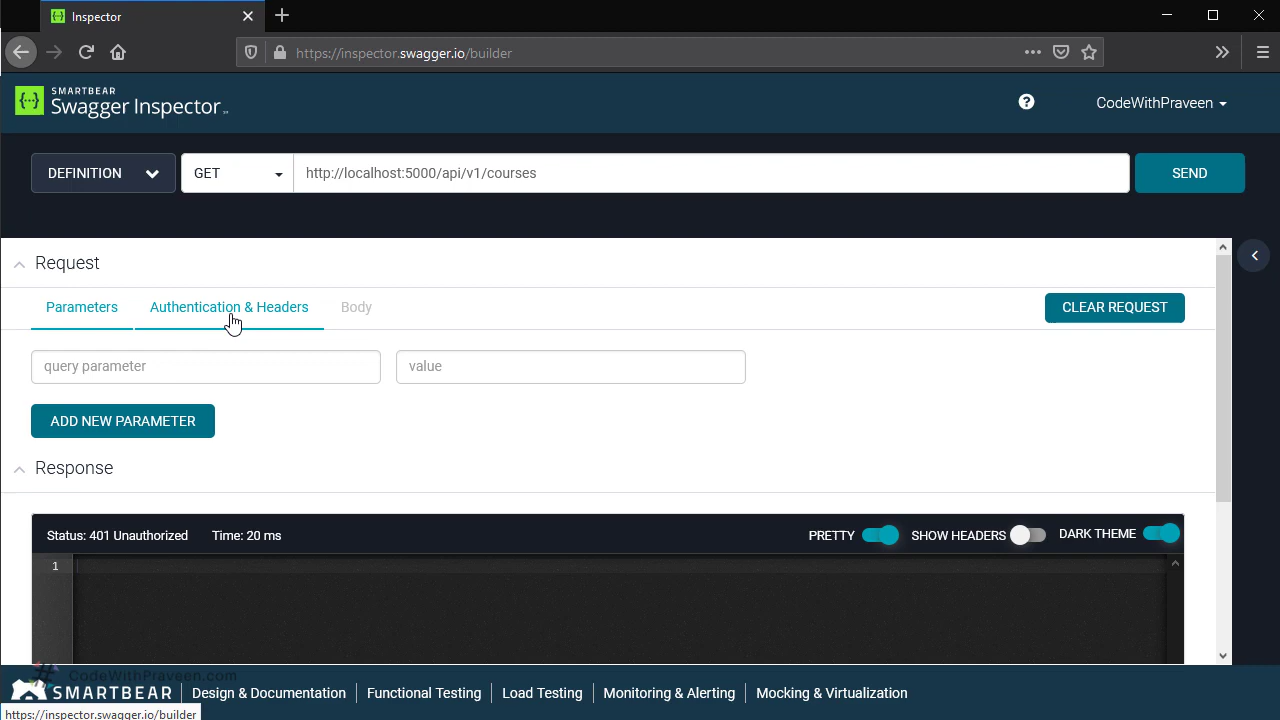 Inspector
https://inspector.swagger.io/builder
SMARTBEAR
Swagger Inspector
CodeWithPraveen
DEFINITION
GET
http://localhost:5000/api/v1/courses
SEND
Request
Parameters
Authentication & Headers
Body
CLEAR REQUEST
query parameter
value
ADD NEW PARAMETER
Response
Status: 401 Unauthorized
Time: 20 ms
PRETTY
SHOW HEADERS
DARK THEME
1
CodeWithPraveen.com
SMARTBEAR
Design & Documentation
Functional Testing
Load Testing
Monitoring & Alerting
Mocking & Virtualization
https://inspector.swagger.io/builder